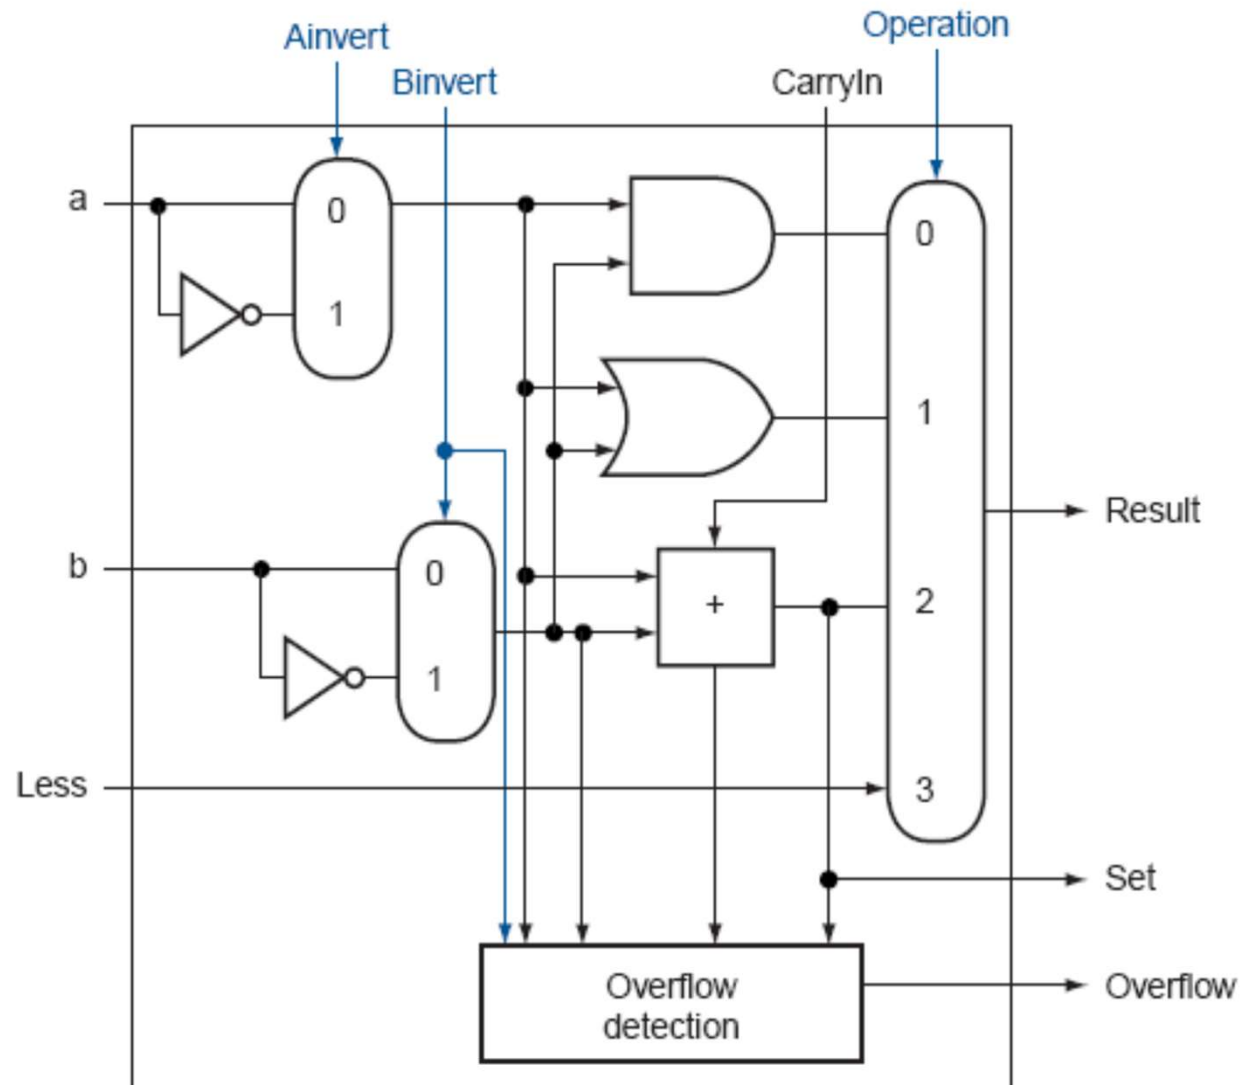 Operation
Ainvert
Binvert
CarryIn
a
0
0
1
1
Result
b
0
+
2
1
Less
3
Set
Overflow
detection
Overflow